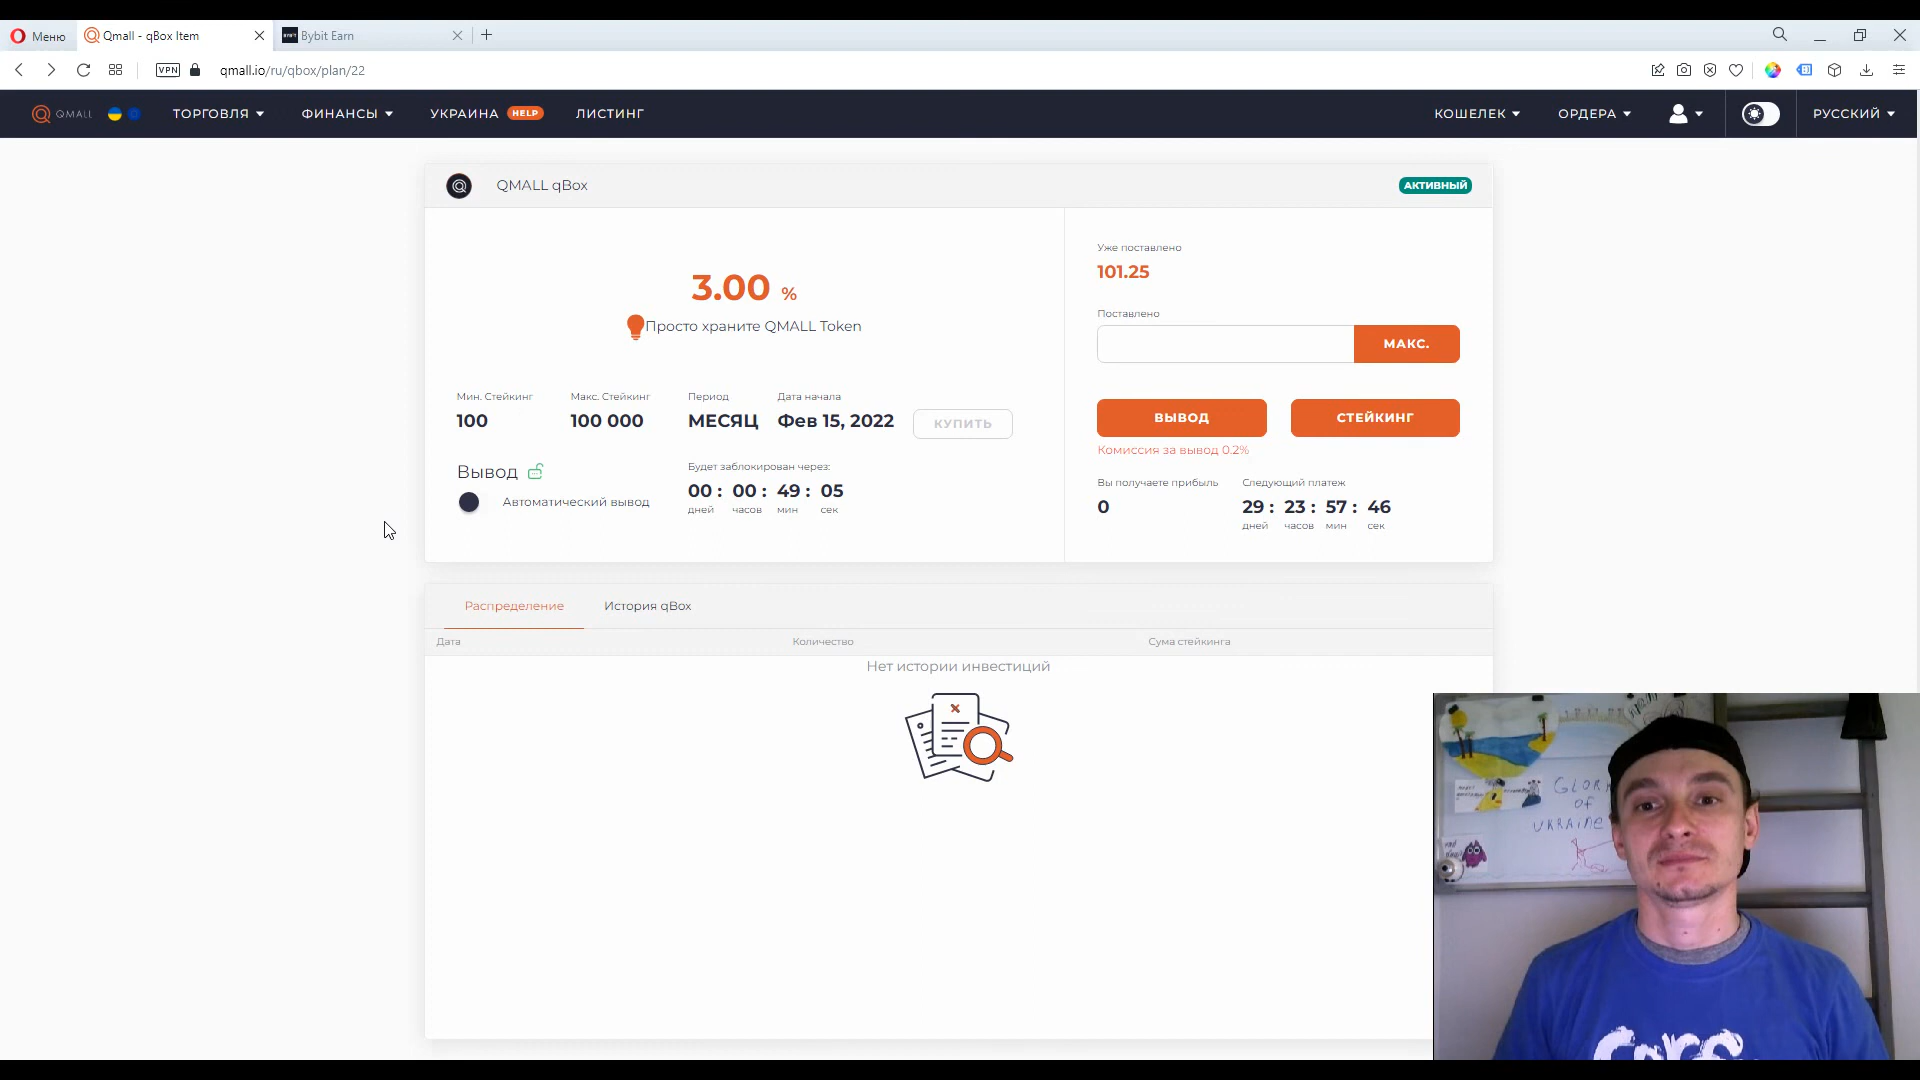 Меню
Qmall - qBox Item
Bybit Earn
VPN
qmall.io/ru/qbox/plan/22
QMALL
ТОРГОВЛЯ
ФИНАНСЫ
УКРАИНА HELP
ЛИСТИНГ
КОШЕЛЕК
ОРДЕРА
РУССКИЙ
QMALL qBox
АКТИВНЫЙ
3.00 %
Просто храните QMALL Token
Мин. Стейкинг
Макс. Стейкинг
Период
Дата начала
100
100 000
МЕСЯЦ
Фев 15, 2022
КУПИТЬ
Вывод
Автоматический вывод
Будет заблокирован через:
00 : 00 : 49 : 05
дней часов мин сек
Уже поставлено
101.25
Поставлено
МАКС.
ВЫВОД
СТЕЙКИНГ
Комиссия за вывод 0.2%
Вы получаете прибыль
0
Следующий платеж
29 : 23 : 57 : 46
дней часов мин сек
Распределение
История qBox
Дата
Количество
Сума стейкинга
Нет истории инвестиций
GLORY
of
UKRAINE